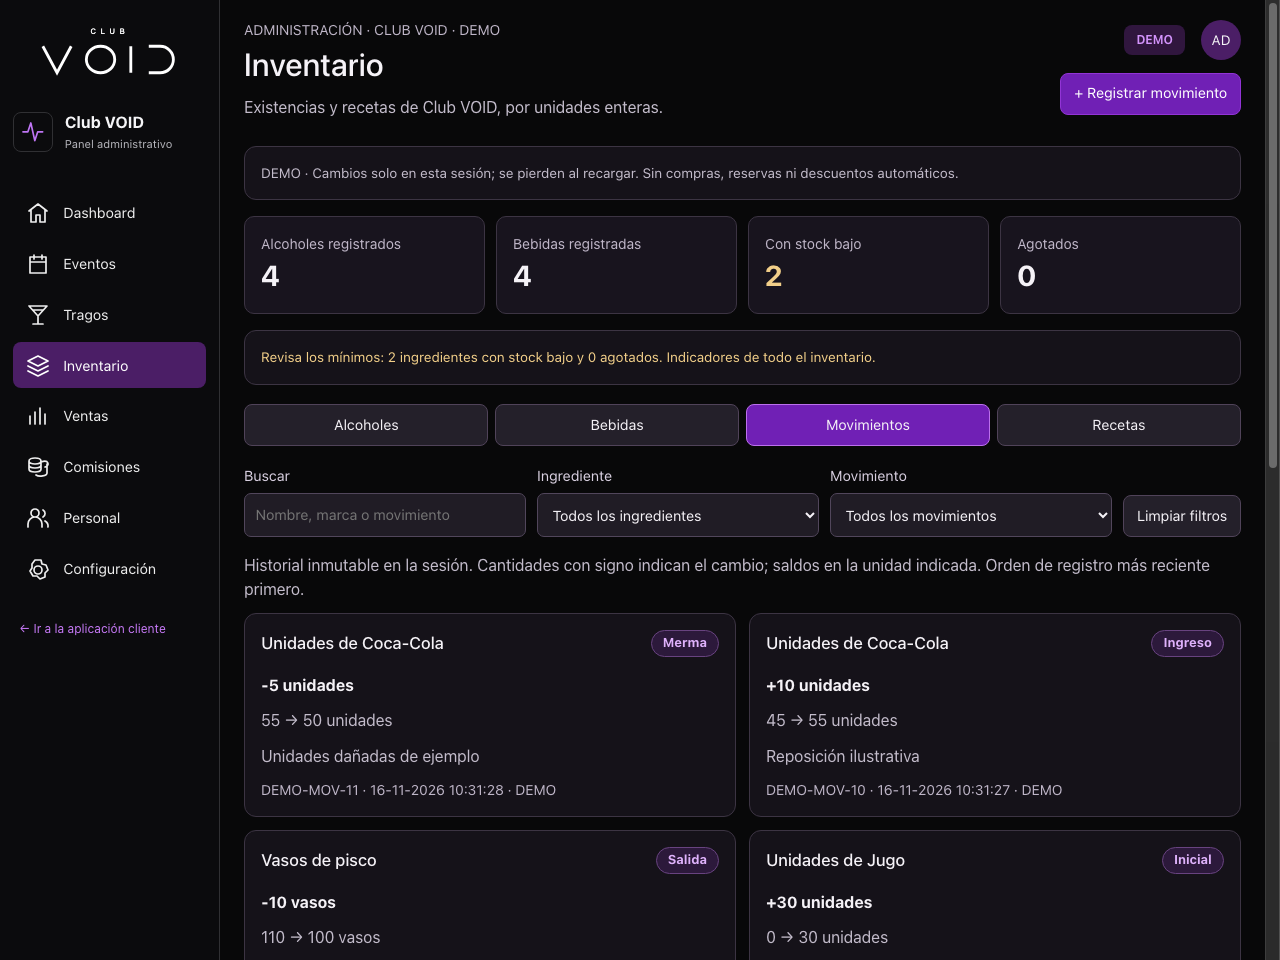 CLUB
VOID
Club VOID
Panel administrativo
Dashboard
Eventos
Tragos
Inventario
Ventas
Comisiones
Personal
Configuración
← Ir a la aplicación cliente
ADMINISTRACIÓN · CLUB VOID · DEMO
Inventario
Existencias y recetas de Club VOID, por unidades enteras.
DEMO
AD
+ Registrar movimiento
DEMO · Cambios solo en esta sesión; se pierden al recargar. Sin compras, reservas ni descuentos automáticos.
Alcoholes registrados
4
Bebidas registradas
4
Con stock bajo
2
Agotados
0
Revisa los mínimos: 2 ingredientes con stock bajo y 0 agotados. Indicadores de todo el inventario.
Alcoholes
Bebidas
Movimientos
Recetas
Buscar
Nombre, marca o movimiento
Ingrediente
Todos los ingredientes
Movimiento
Todos los movimientos
Limpiar filtros
Historial inmutable en la sesión. Cantidades con signo indican el cambio; saldos en la unidad indicada. Orden de registro más reciente
primero.
Unidades de Coca-Cola
Merma
-5 unidades
55 → 50 unidades
Unidades dañadas de ejemplo
DEMO-MOV-11 · 16-11-2026 10:31:28 · DEMO
Unidades de Coca-Cola
Ingreso
+10 unidades
45 → 55 unidades
Reposición ilustrativa
DEMO-MOV-10 · 16-11-2026 10:31:27 · DEMO
Vasos de pisco
Salida
-10 vasos
110 → 100 vasos
Unidades de Jugo
Inicial
+30 unidades
0 → 30 unidades